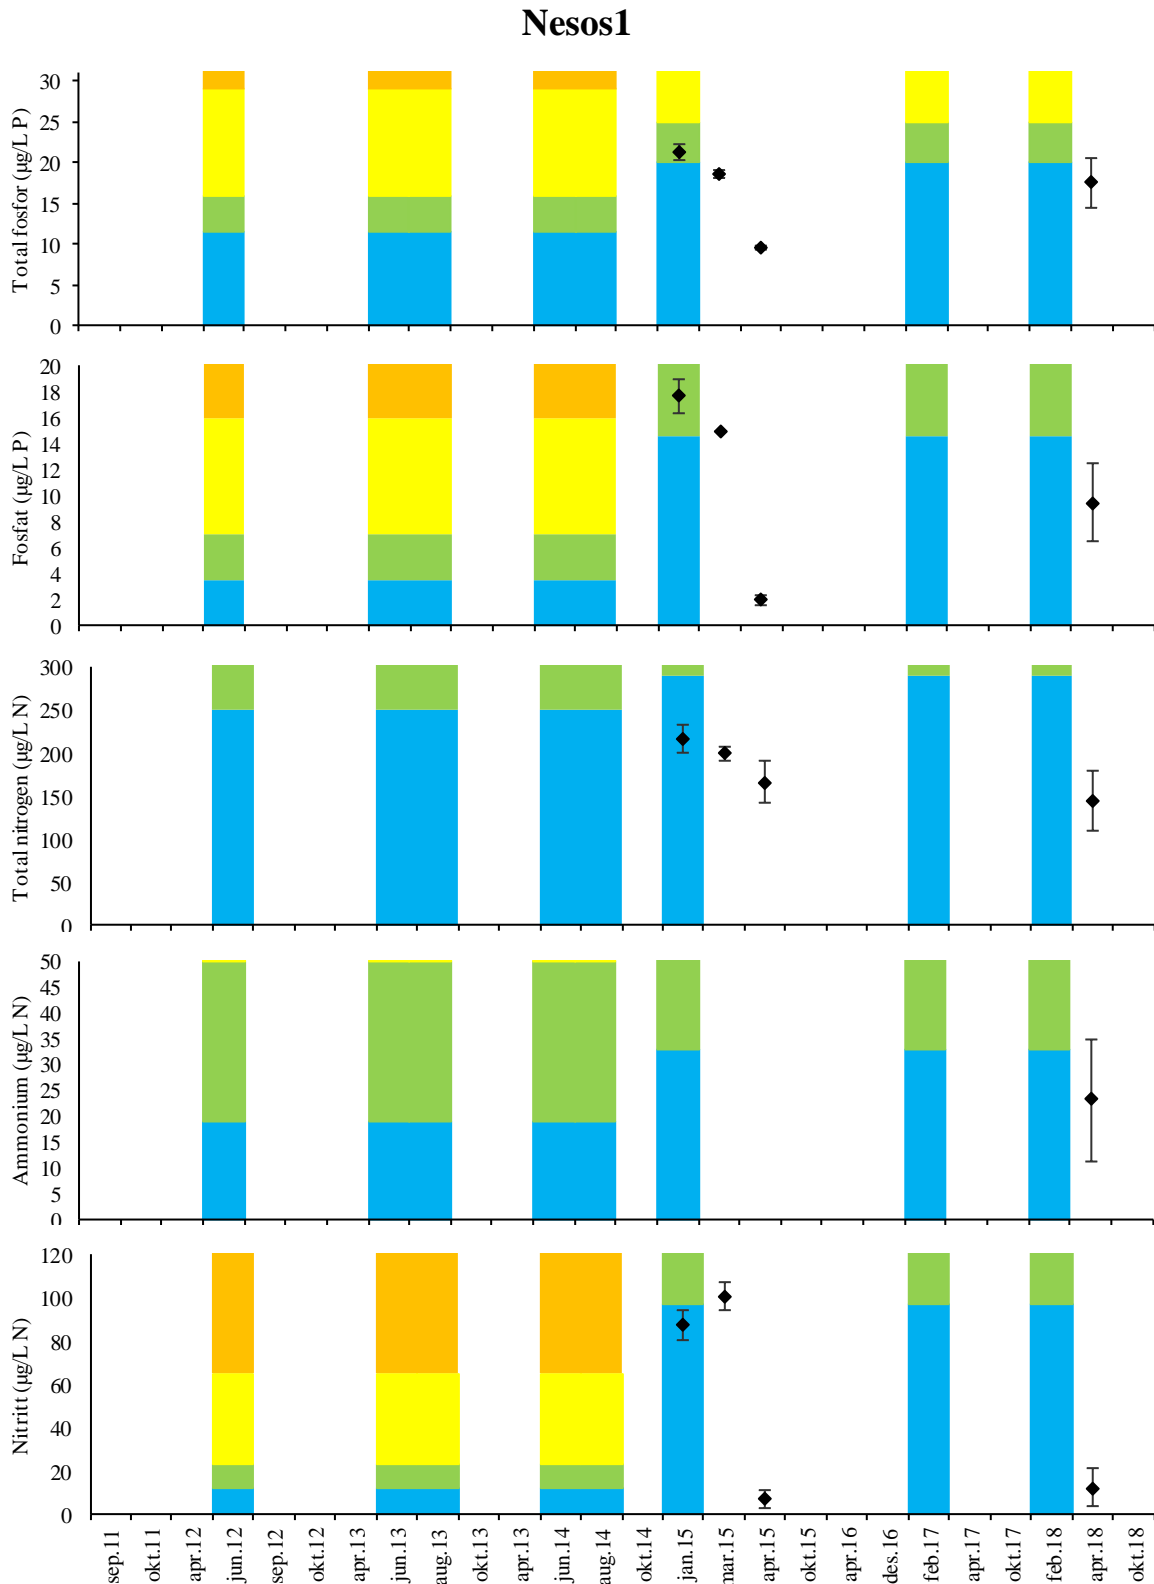 Nesos1
Total fosfor (µg/L P)
30
25
20
15
10
5
0
Fosfat (µg/L P)
20
18
16
14
12
10
8
6
4
2
0
Total nitrogen (µg/L N)
300
250
200
150
100
50
0
Ammonium (µg/L N)
50
45
40
35
30
25
20
15
10
5
0
Nitritt (µg/L N)
120
100
80
60
40
20
0
sep.11
okt.11
apr.12
jun.12
sep.12
okt.12
apr.13
jun.13
aug.13
okt.13
apr.13
jun.14
aug.14
okt.14
jan.15
mar.15
apr.15
okt.15
apr.16
des.16
feb.17
apr.17
okt.17
feb.18
apr.18
okt.18